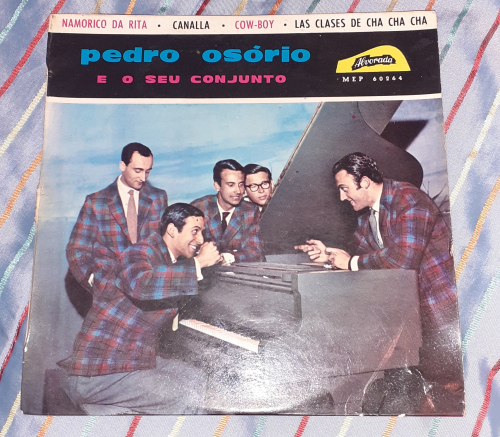 NAMORICO DA RITA • CANALLA • COW-BOY • LAS CLASES DE CHA CHA CHA
pedro osório
E O SEU CONJUNTO
Alvorada
MEP 60264